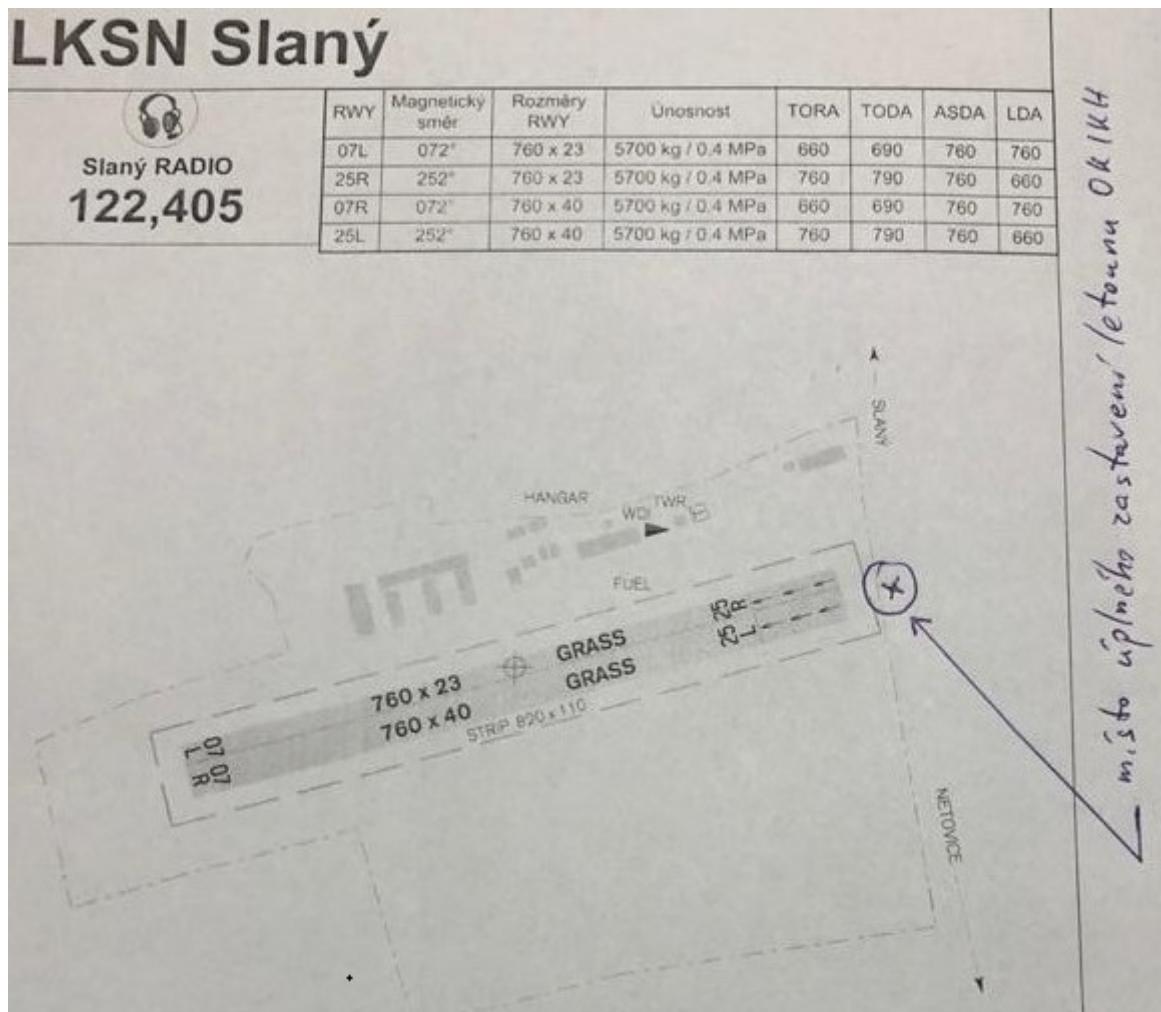 LKSN Slaný
Slaný RADIO
122,405
RWY Magnetický směr Rozměry RWY Únosnost TORA TODA ASDA LDA
07L 072° 760 x 23 5700 kg / 0.4 MPa 660 690 760 760
25R 252° 760 x 23 5700 kg / 0.4 MPa 760 790 760 660
07R 072° 760 x 40 5700 kg / 0.4 MPa 660 690 760 760
25L 252° 760 x 40 5700 kg / 0.4 MPa 760 790 760 660
SLANÝ
HANGAR
WDI
TWR
FUEL
25 R
25 L
GRASS
GRASS
760 x 23
760 x 40
STRIP 820 x 110
07 L
07 R
NETOVICE
místo úplného zastavení letounu OK IKH